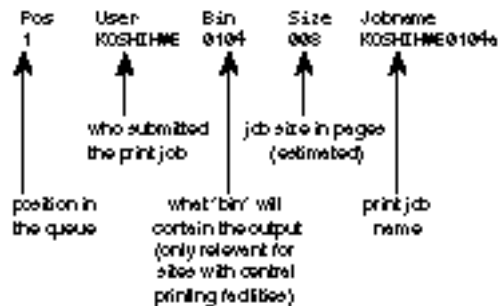 Pos User Bin Size Jobname
1 KOSHIHWE 0104 008 KOSHIHWE0104a
who submitted
the print job
job size in pages
(estimated)
position in
the queue
what 'bin' will
contain the output
(only relevant for
sites with central
printing facilities)
print job
name